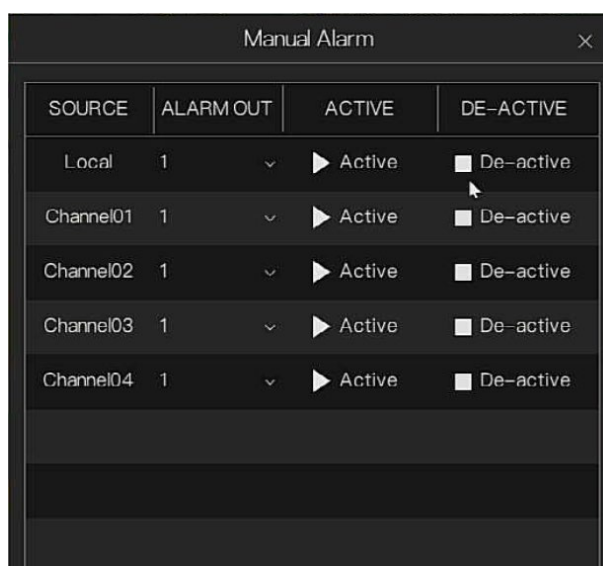 Manual Alarm
SOURCE ALARM OUT ACTIVE DE-ACTIVE
Local 1 Active De-active
Channel01 1 Active De-active
Channel02 1 Active De-active
Channel03 1 Active De-active
Channel04 1 Active De-active